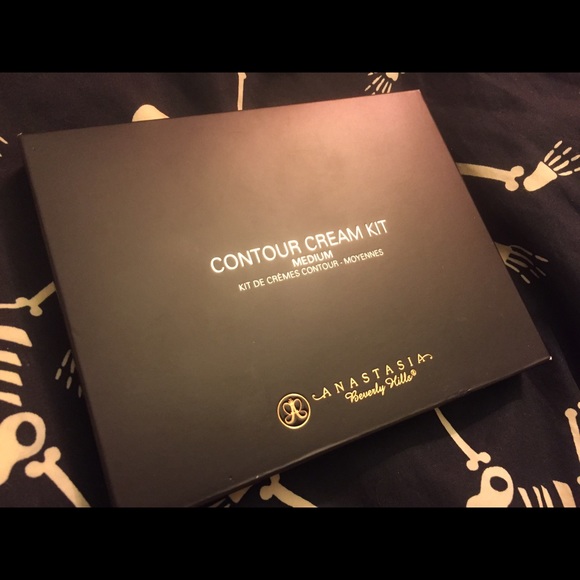 CONTOUR CREAM KIT
MEDIUM
KIT DE CRÈMES CONTOUR - MOYENNES
ANASTASIA
Beverly Hills®